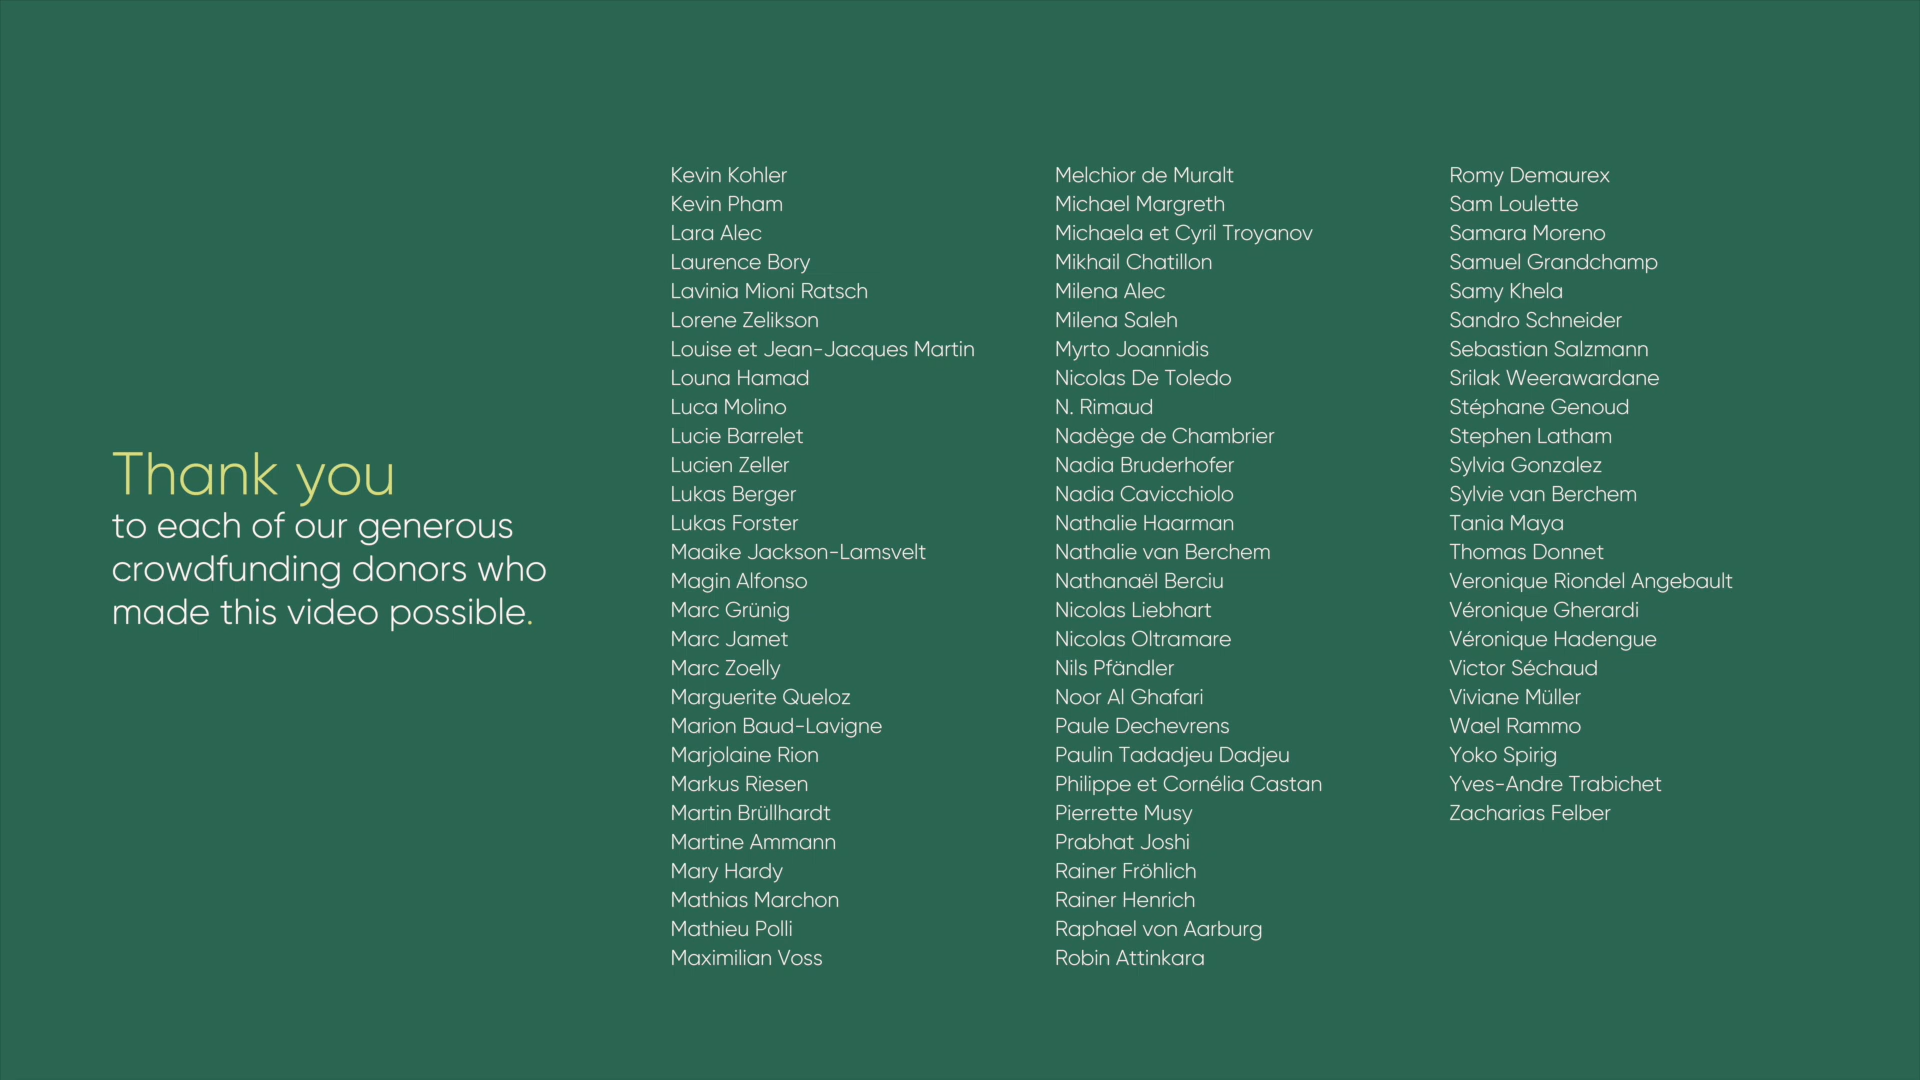 Thank you
to each of our generous
crowdfunding donors who
made this video possible.
Kevin Kohler
Kevin Pham
Lara Alec
Laurence Bory
Lavinia Mioni Ratsch
Lorene Zelikson
Louise et Jean-Jacques Martin
Louna Hamad
Luca Molino
Lucie Barrelet
Lucien Zeller
Lukas Berger
Lukas Forster
Maaike Jackson-Lamsvelt
Magin Alfonso
Marc Grünig
Marc Jamet
Marc Zoelly
Marguerite Queloz
Marion Baud-Lavigne
Marjolaine Rion
Markus Riesen
Martin Brüllhardt
Martine Ammann
Mary Hardy
Mathias Marchon
Mathieu Polli
Maximilian Voss
Melchior de Muralt
Michael Margreth
Michaela et Cyril Troyanov
Mikhail Chatillon
Milena Alec
Milena Saleh
Myrto Joannidis
Nicolas De Toledo
N. Rimaud
Nadège de Chambrier
Nadia Bruderhofer
Nadia Cavicchiolo
Nathalie Haarman
Nathalie van Berchem
Nathanaël Berciu
Nicolas Liebhart
Nicolas Oltramare
Nils Pfändler
Noor Al Ghafari
Paule Dechevrens
Paulin Tadadjeu Dadjeu
Philippe et Cornélia Castan
Pierrette Musy
Prabhat Joshi
Rainer Fröhlich
Rainer Henrich
Raphael von Aarburg
Robin Attinkara
Romy Demaurex
Sam Loulette
Samara Moreno
Samuel Grandchamp
Samy Khela
Sandro Schneider
Sebastian Salzmann
Srilak Weerawardane
Stéphane Genoud
Stephen Latham
Sylvia Gonzalez
Sylvie van Berchem
Tania Maya
Thomas Donnet
Veronique Riondel Angebault
Véronique Gherardi
Véronique Hadengue
Victor Séchaud
Viviane Müller
Wael Rammo
Yoko Spirig
Yves-Andre Trabichet
Zacharias Felber